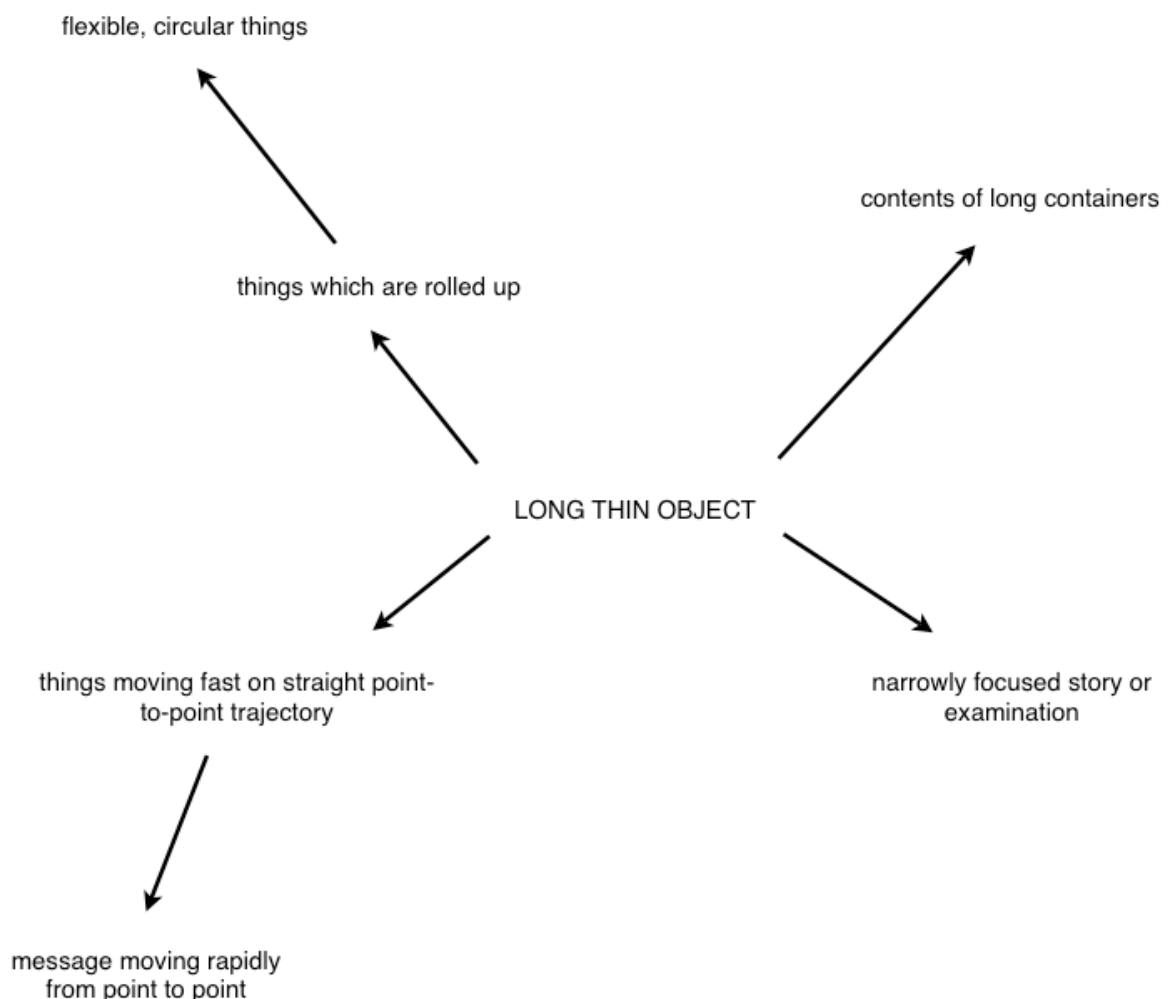 flexible, circular things
contents of long containers
things which are rolled up
LONG THIN OBJECT
things moving fast on straight point-
to-point trajectory
narrowly focused story or
examination
message moving rapidly
from point to point